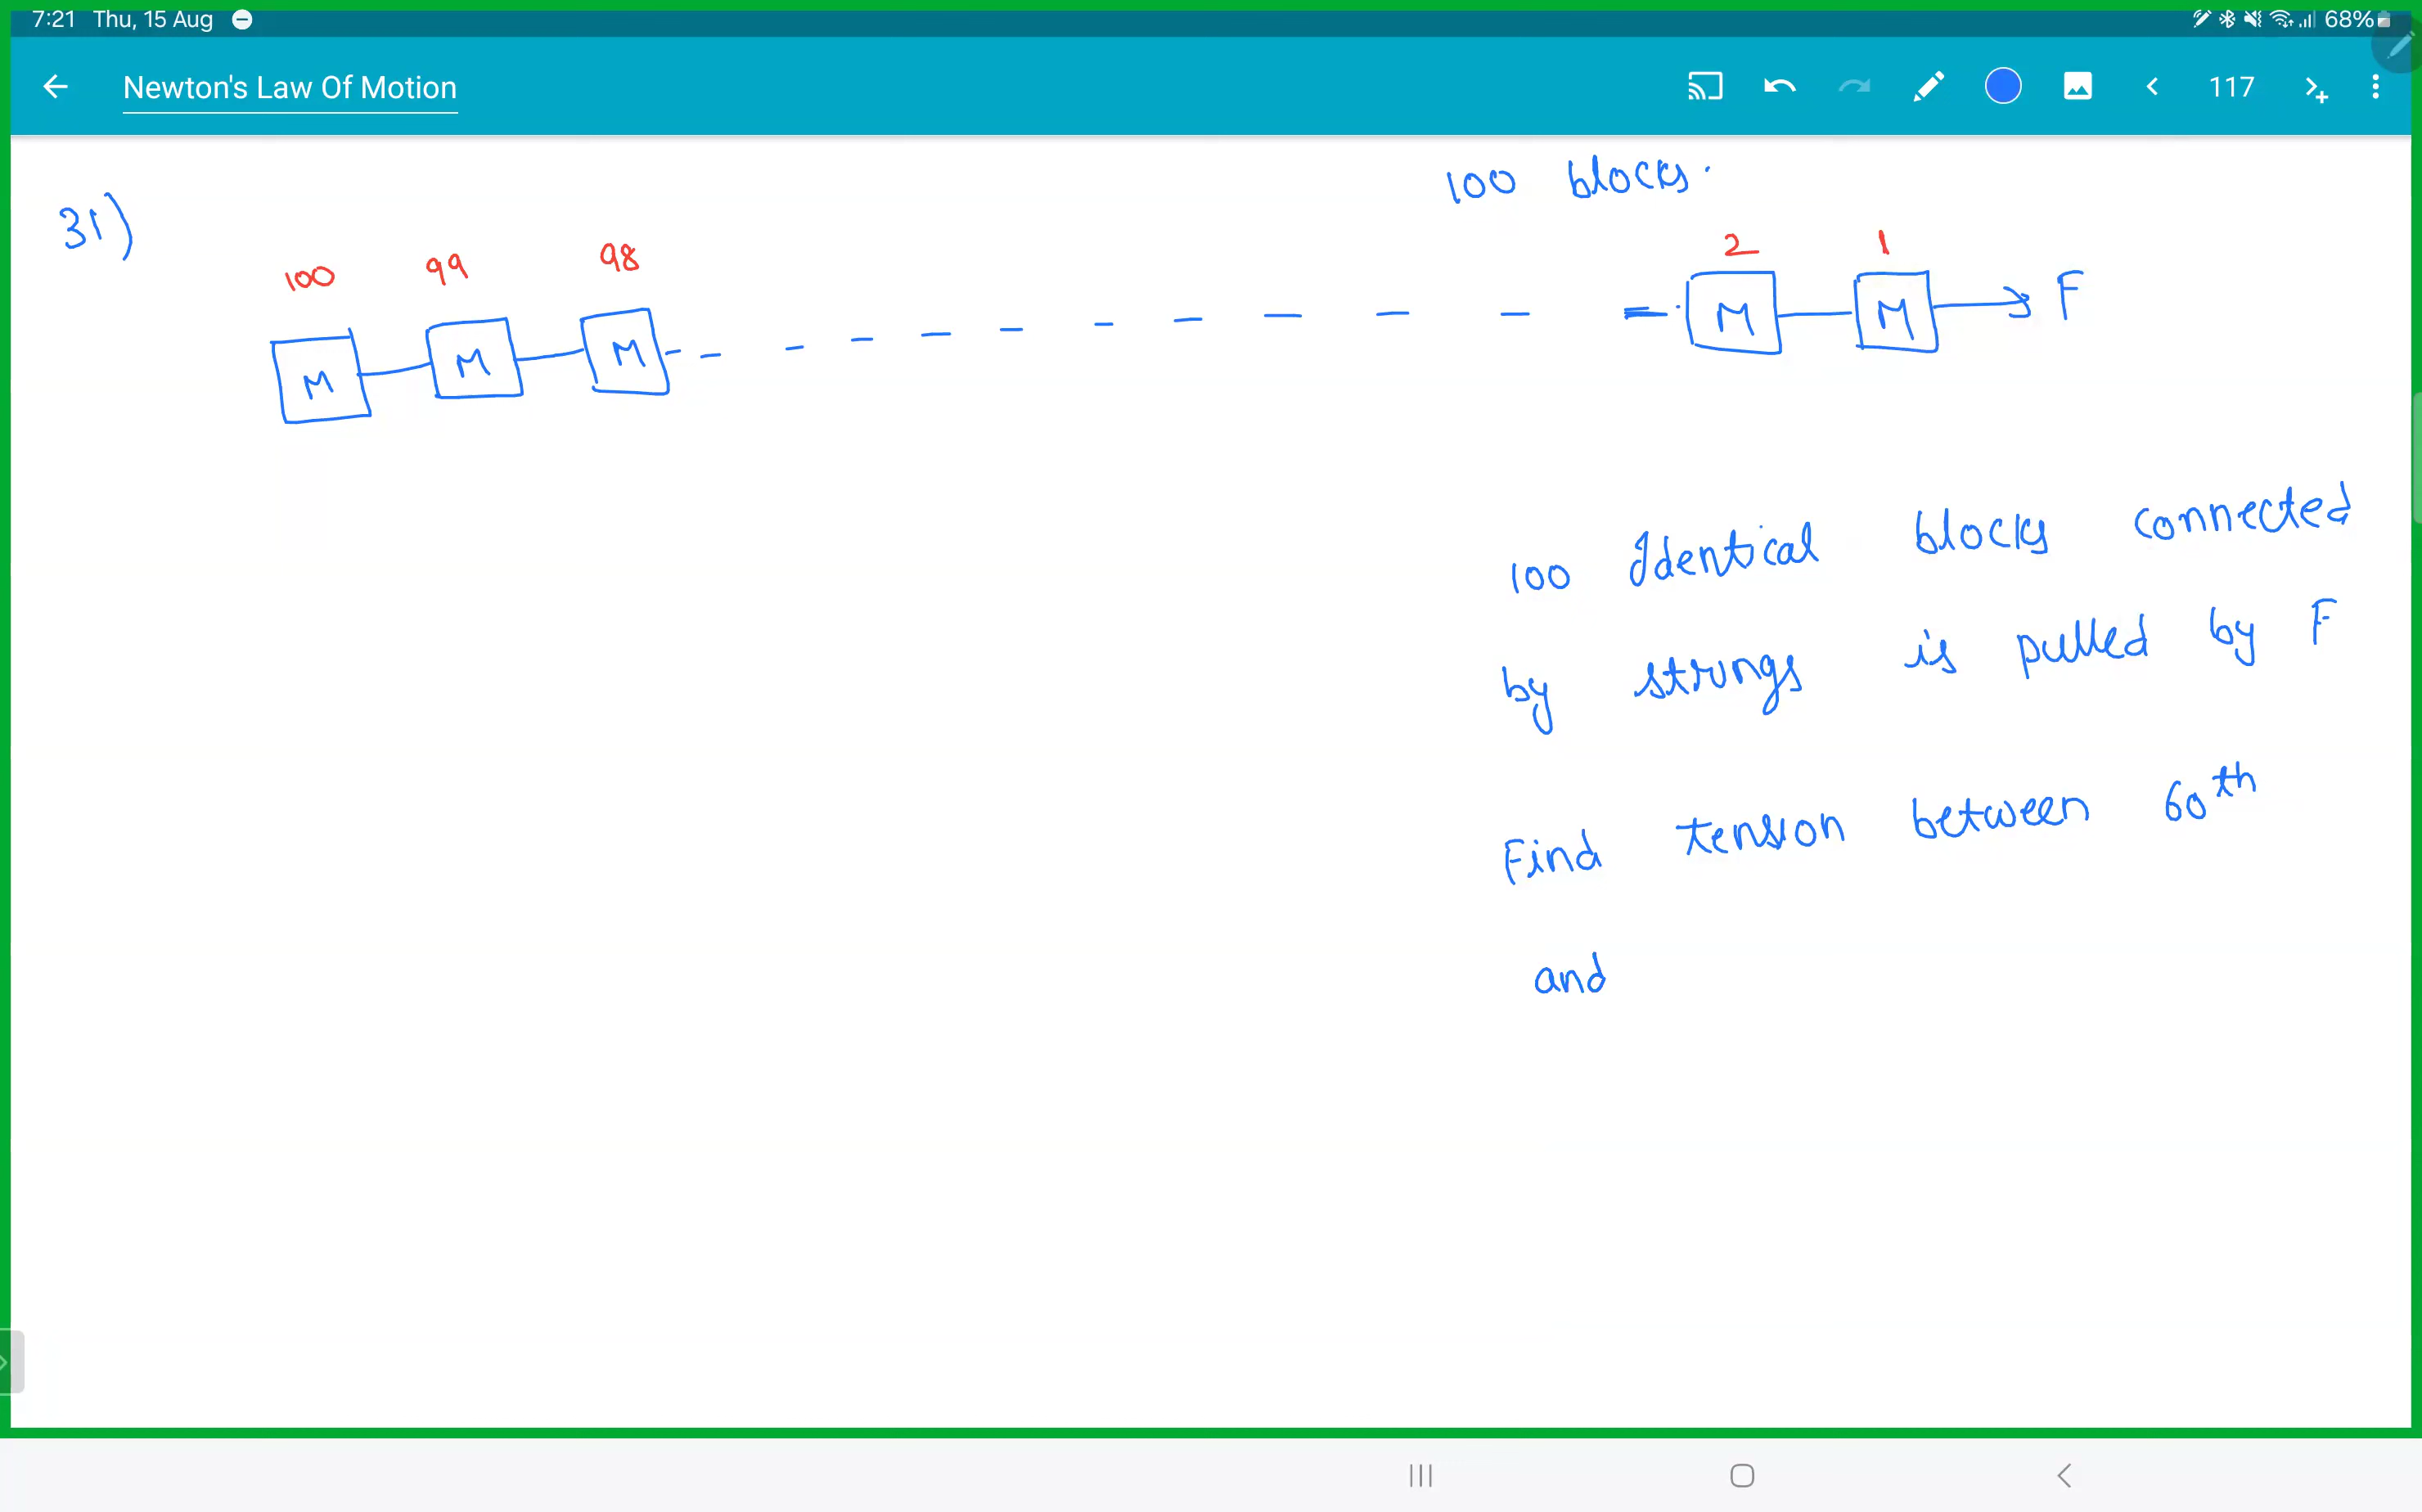 7:21 Thu, 15 Aug
68%
Newton's Law Of Motion
117
100 blocks.
31)
100 99 98 2 1
M M M M M F
100 Identical blocks connected
by strings is pulled by F
Find tension between 60th
and